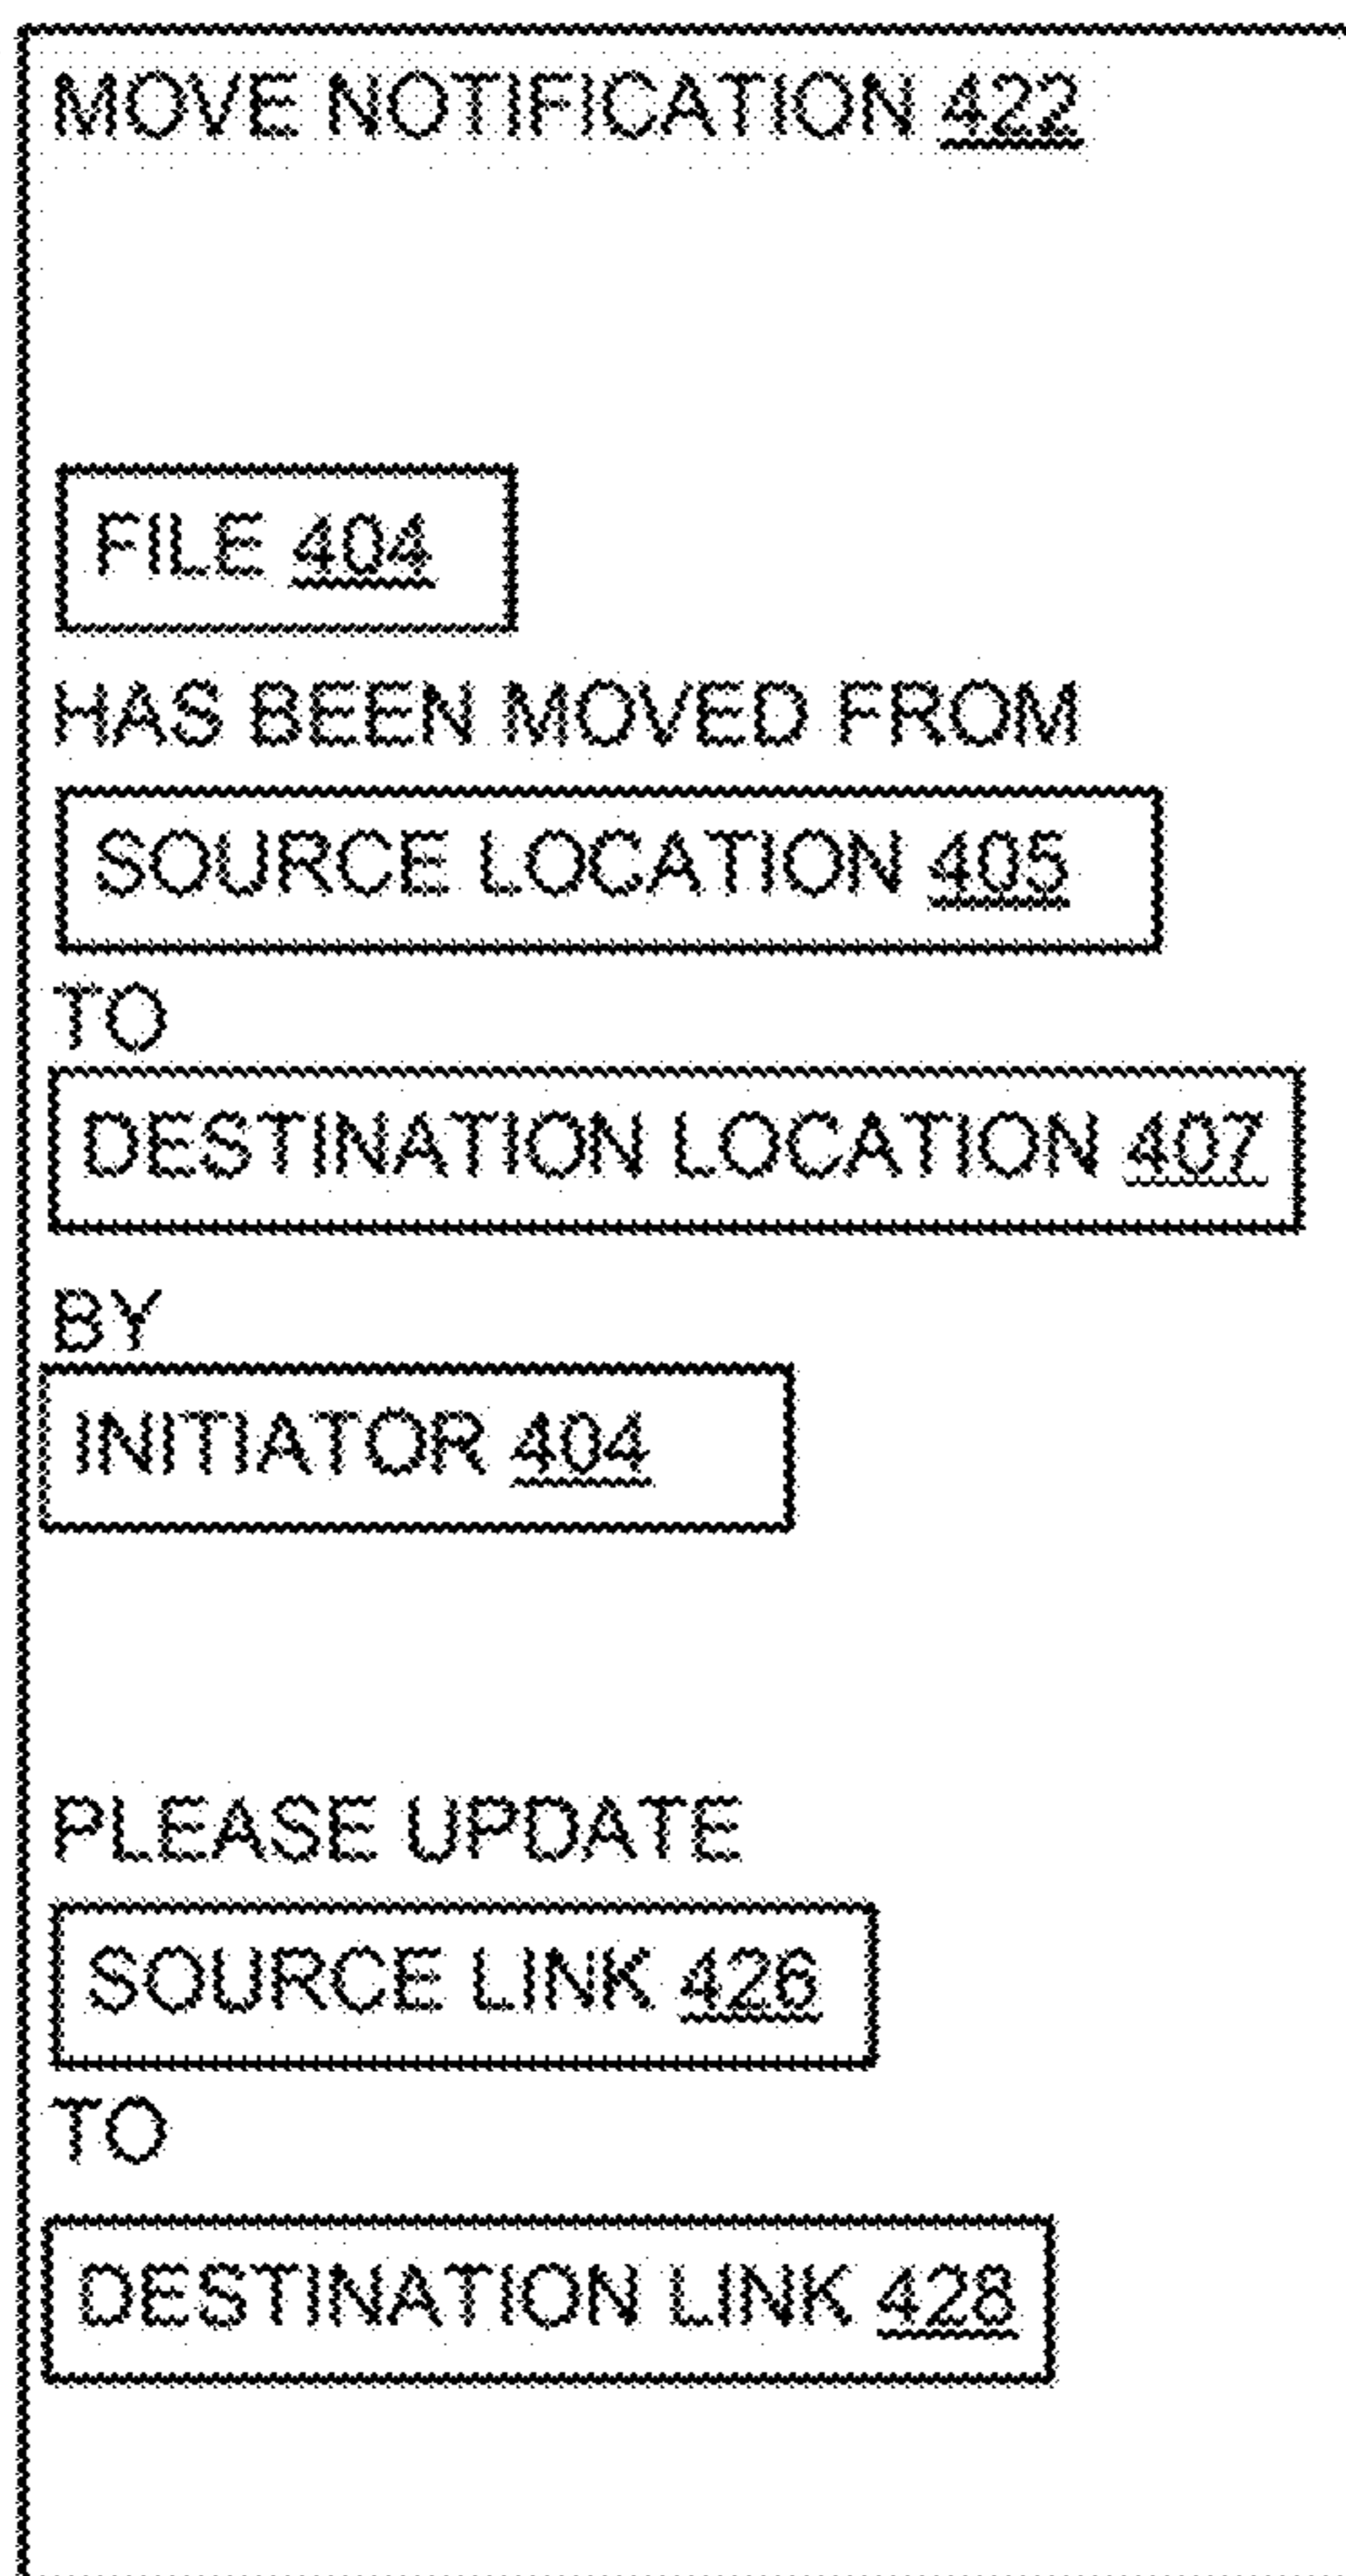 MOVE NOTIFICATION 422
FILE 404
HAS BEEN MOVED FROM
SOURCE LOCATION 405
TO
DESTINATION LOCATION 407
BY
INITIATOR 404
PLEASE UPDATE
SOURCE LINK 426
TO
DESTINATION LINK 428